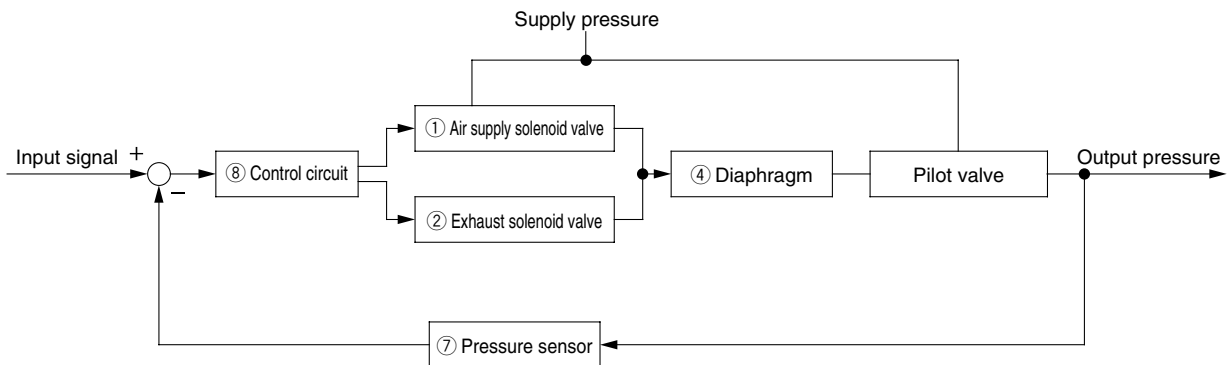 Supply pressure
① Air supply solenoid valve
Input signal
+
−
⑧ Control circuit
④ Diaphragm
Pilot valve
Output pressure
② Exhaust solenoid valve
⑦ Pressure sensor